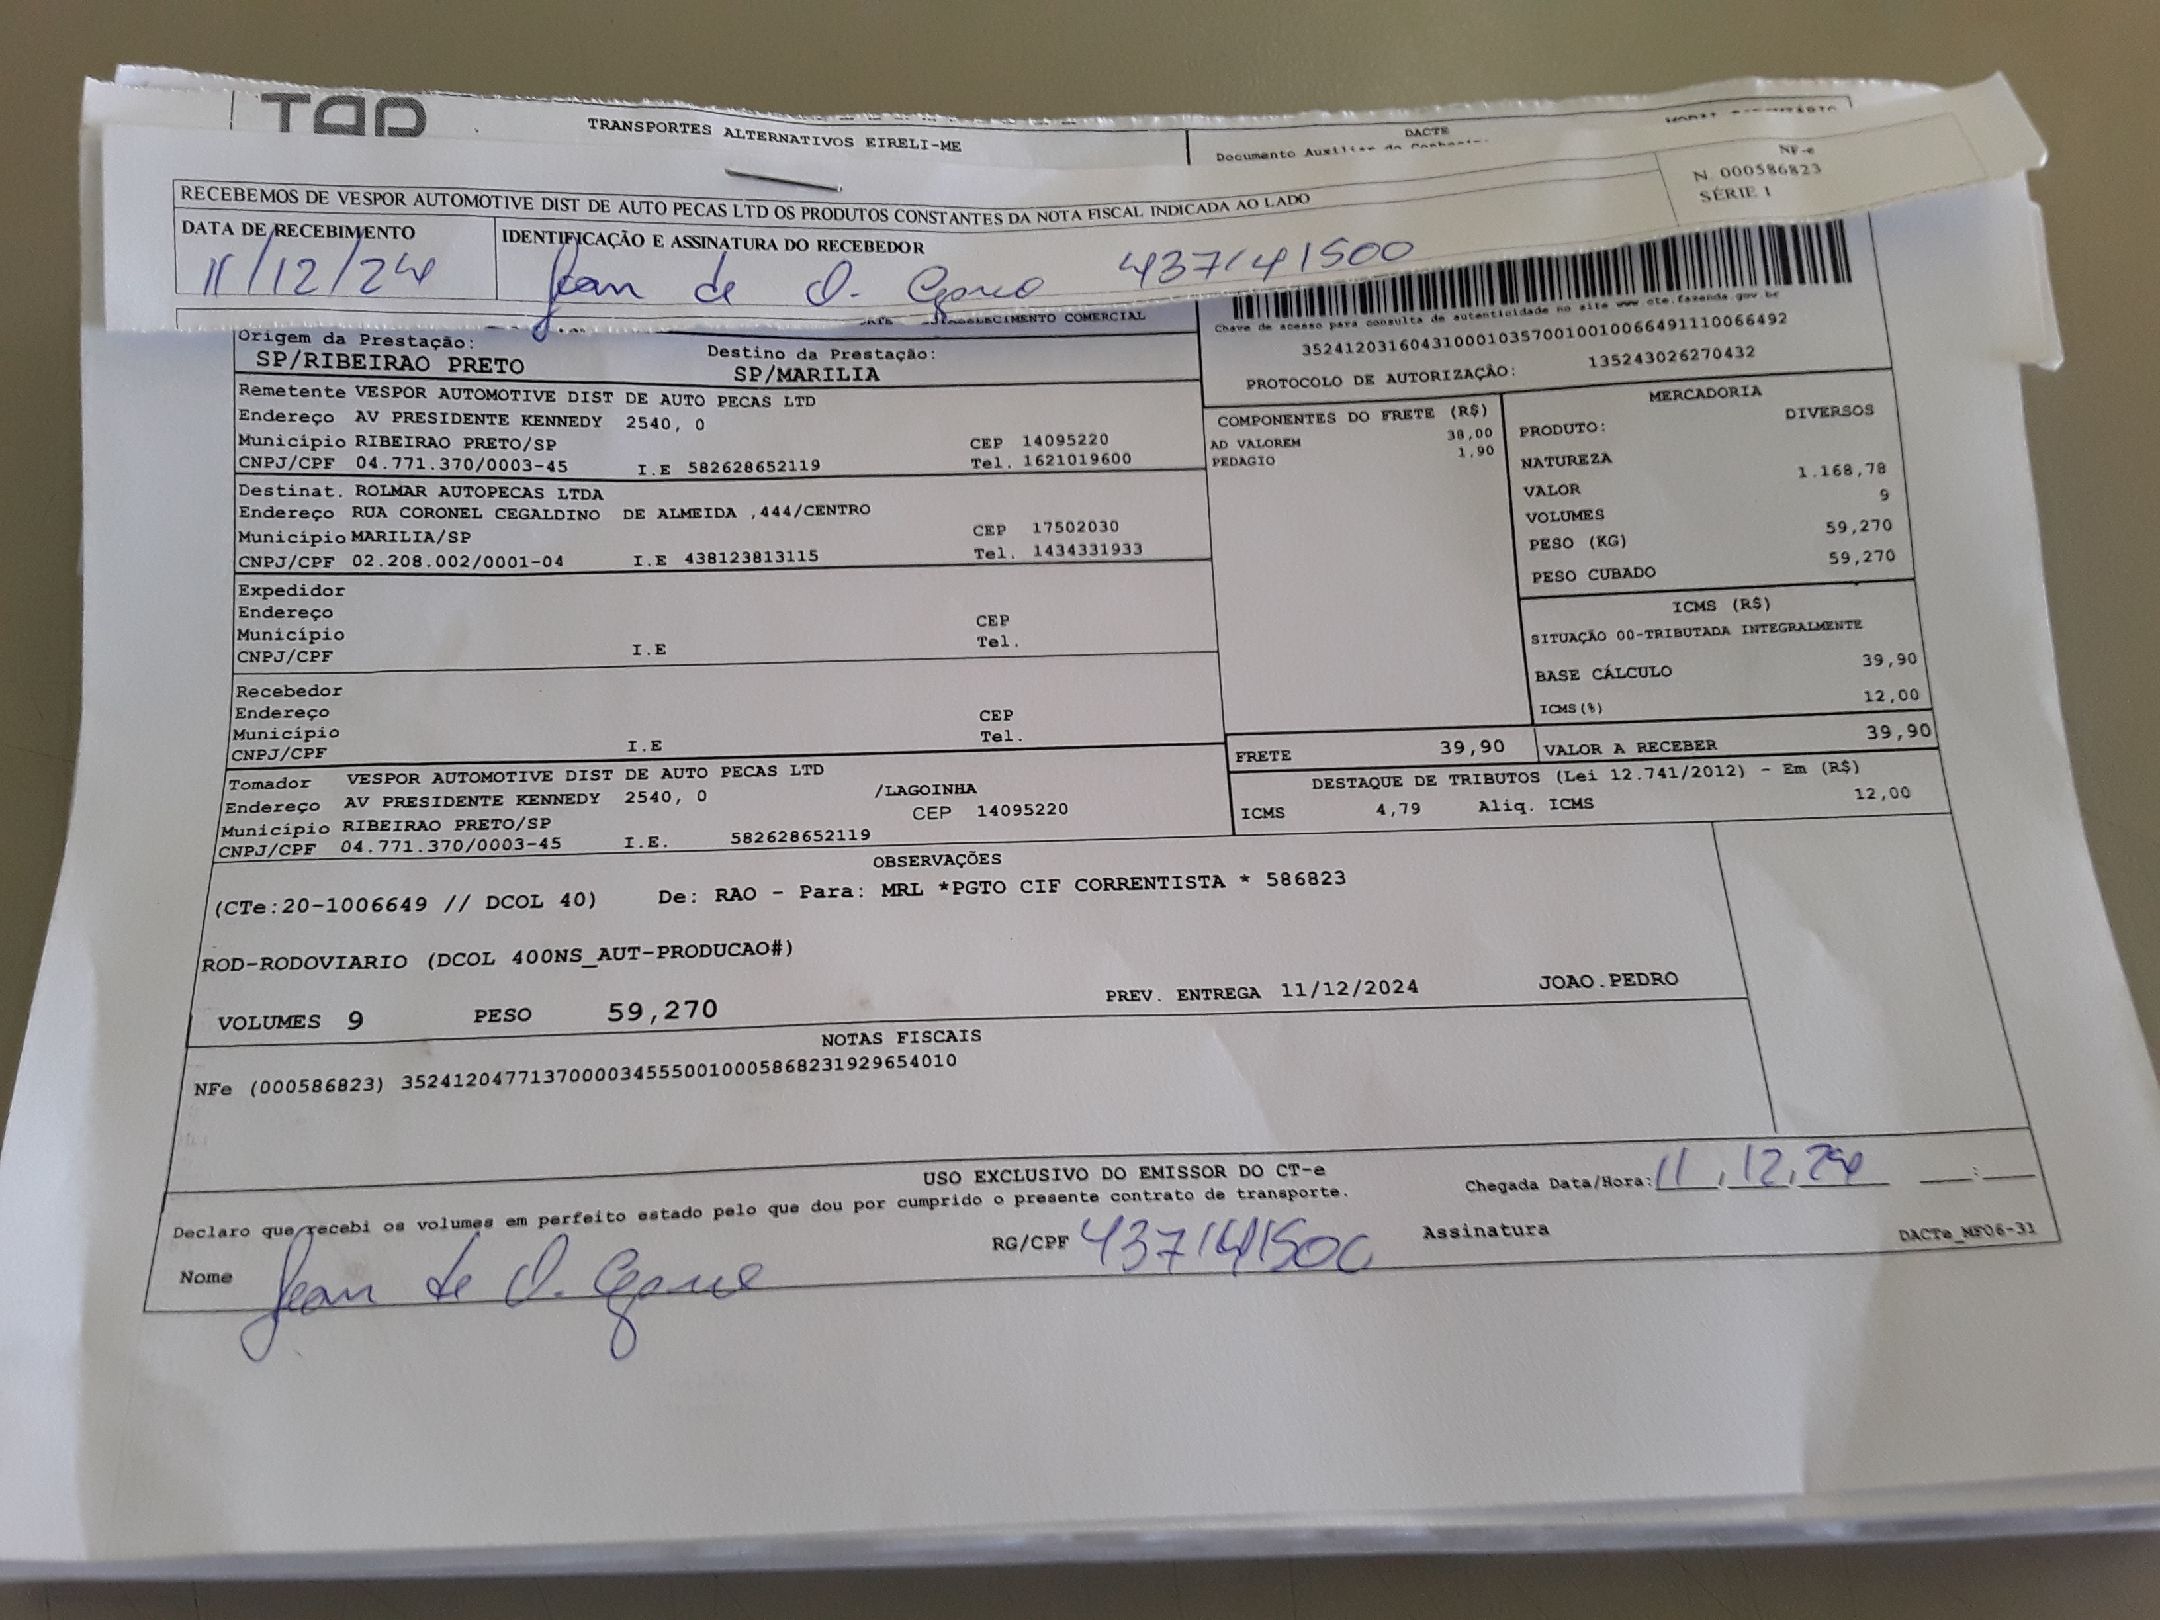 TRANSPORTES ALTERNATIVOS EIRELI-ME
DACTE
Documento Auxiliar do
NF-e
N. 000586823
SÉRIE 1
RECEBEMOS DE VESPOR AUTOMOTIVE DIST DE AUTO PECAS LTD OS PRODUTOS CONSTANTES DA NOTA FISCAL INDICADA AO LADO
DATA DE RECEBIMENTO
11/12/24
IDENTIFICAÇÃO E ASSINATURA DO RECEBEDOR
Jean de O. 437141500
COMERCIAL
Chave de acesso para consulta de autenticidade no site www.cte.fazenda.gov.br
35241203160431000103570010010066491110066492
PROTOCOLO DE AUTORIZAÇÃO: 135243026270432
Origem da Prestação:
SP/RIBEIRAO PRETO
Destino da Prestação:
SP/MARILIA
Remetente VESPOR AUTOMOTIVE DIST DE AUTO PECAS LTD
Endereço AV PRESIDENTE KENNEDY 2540, 0
Município RIBEIRAO PRETO/SP CEP 14095220
CNPJ/CPF 04.771.370/0003-45 I.E 582628652119 Tel. 1621019600
Destinat. ROLMAR AUTOPECAS LTDA
Endereço RUA CORONEL CEGALDINO DE ALMEIDA ,444/CENTRO
Município MARILIA/SP CEP 17502030
CNPJ/CPF 02.208.002/0001-04 I.E 438123813115 Tel. 1434331933
Expedidor
Endereço
Município CEP
CNPJ/CPF I.E Tel.
Recebedor
Endereço
Município CEP
CNPJ/CPF I.E Tel.
Tomador VESPOR AUTOMOTIVE DIST DE AUTO PECAS LTD
Endereço AV PRESIDENTE KENNEDY 2540, 0 /LAGOINHA
Município RIBEIRAO PRETO/SP CEP 14095220
CNPJ/CPF 04.771.370/0003-45 I.E. 582628652119
COMPONENTES DO FRETE (R$)
AD VALOREM 38,00
PEDAGIO 1,90
MERCADORIA
PRODUTO: DIVERSOS
NATUREZA
VALOR 1.168,78
VOLUMES 9
PESO (KG) 59,270
PESO CUBADO 59,270
ICMS (R$)
SITUAÇÃO 00-TRIBUTADA INTEGRALMENTE
BASE CÁLCULO 39,90
ICMS(%) 12,00
FRETE 39,90 VALOR A RECEBER 39,90
DESTAQUE DE TRIBUTOS (Lei 12.741/2012) - Em (R$)
ICMS 4,79 Aliq. ICMS 12,00
OBSERVAÇÕES
(CTe:20-1006649 // DCOL 40) De: RAO - Para: MRL *PGTO CIF CORRENTISTA * 586823
ROD-RODOVIARIO (DCOL 400NS_AUT-PRODUCAO#)
VOLUMES 9 PESO 59,270 PREV. ENTREGA 11/12/2024 JOAO.PEDRO
NOTAS FISCAIS
NFe (000586823) 35241204771370000345550010005868231929654010
USO EXCLUSIVO DO EMISSOR DO CT-e
Declaro que recebi os volumes em perfeito estado pelo que dou por cumprido o presente contrato de transporte.
Chegada Data/Hora: 11,12,24 __:__
Nome Jean de O. RG/CPF 437141500 Assinatura
DACTe_MF06-31